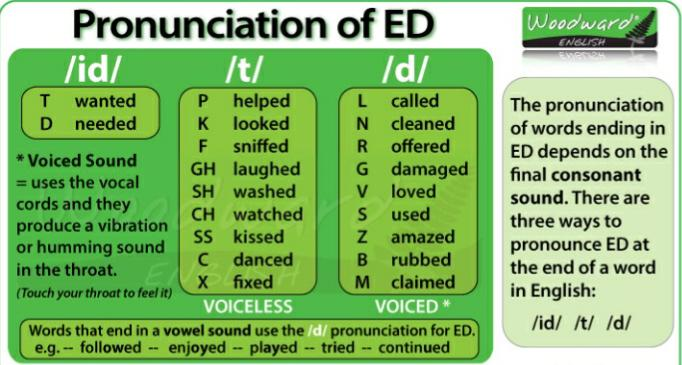 Pronunciation of ED
Woodward®
ENGLISH
/id/
T wanted
D needed
* Voiced Sound
= uses the vocal
cords and they
produce a vibration
or humming sound
in the throat.
(Touch your throat to feel it)
/t/
P helped
K looked
F sniffed
GH laughed
SH washed
CH watched
SS kissed
C danced
X fixed
VOICELESS
/d/
L called
N cleaned
R offered
G damaged
V loved
S used
Z amazed
B rubbed
M claimed
VOICED *
Words that end in a vowel sound use the /d/ pronunciation for ED.
e.g. -- followed -- enjoyed -- played -- tried -- continued
The pronunciation
of words ending in
ED depends on the
final consonant
sound. There are
three ways to
pronounce ED at
the end of a word
in English:
/id/ /t/ /d/
Woodward
ENGLISH